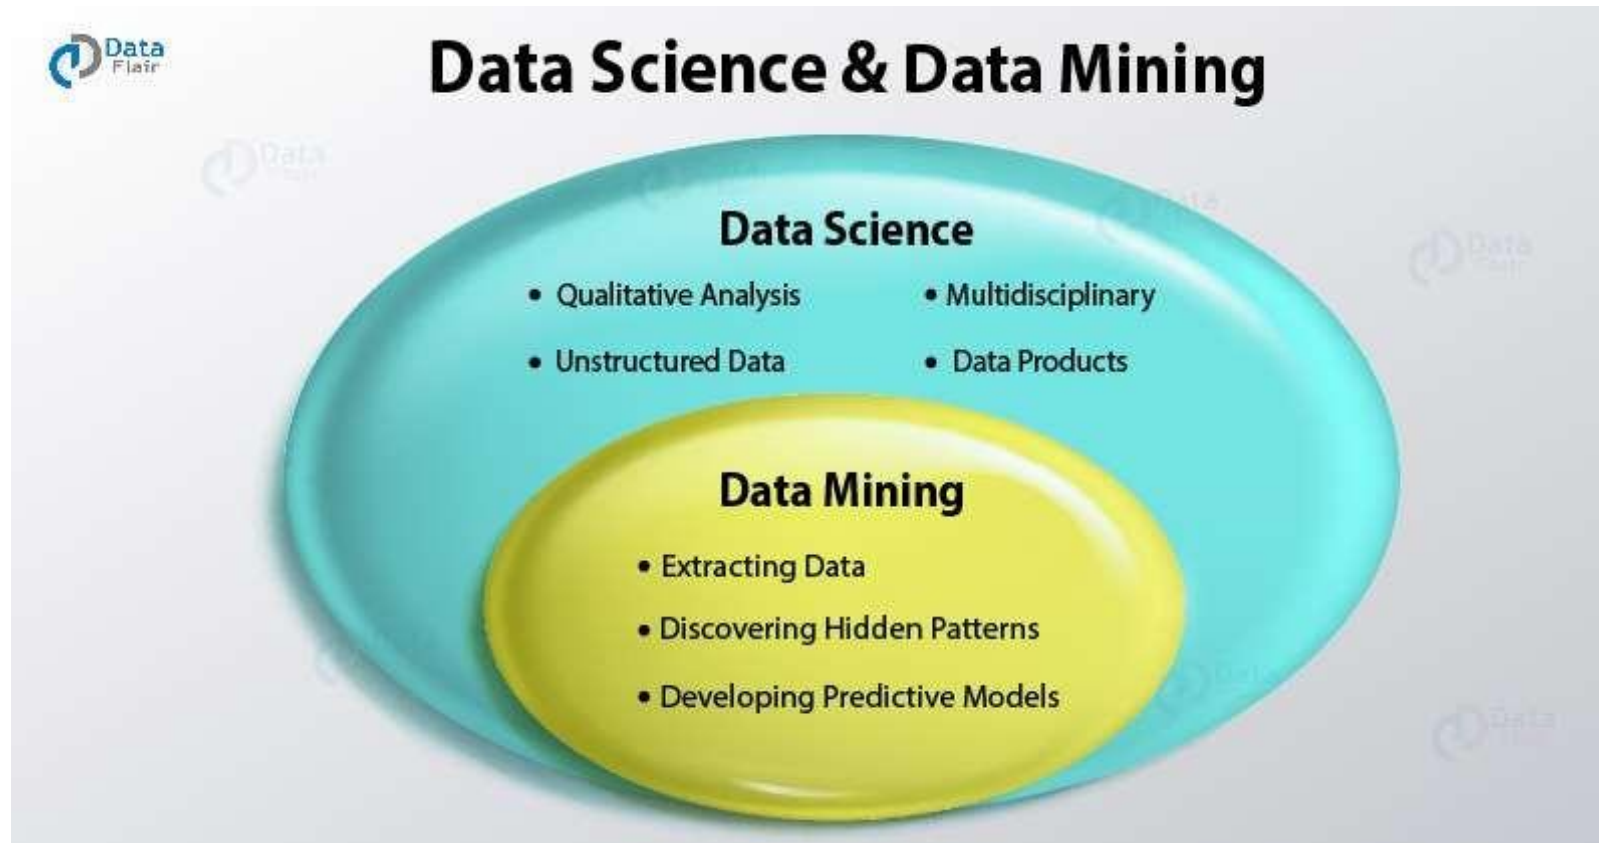 Data
Flair
Data Science & Data Mining
Data Science
• Qualitative Analysis
• Multidisciplinary
• Unstructured Data
• Data Products
Data Mining
• Extracting Data
• Discovering Hidden Patterns
• Developing Predictive Models